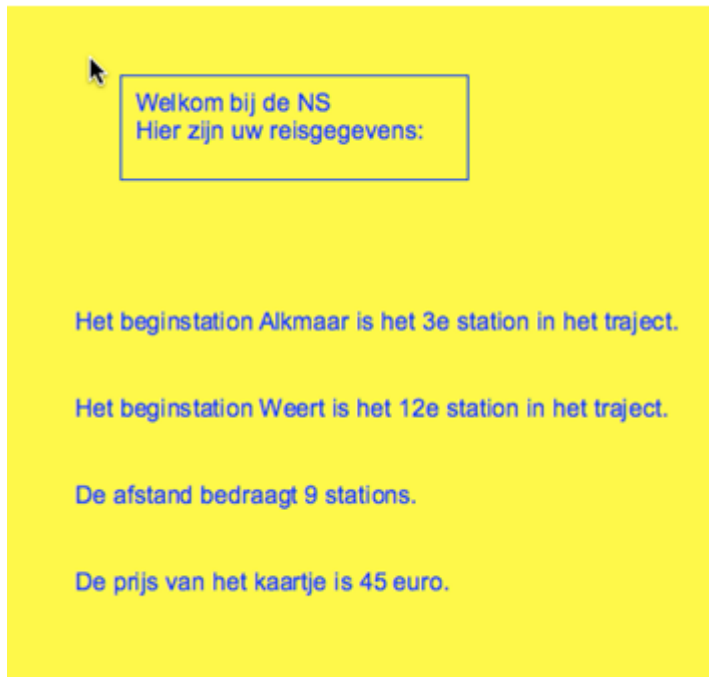 Welkom bij de NS
Hier zijn uw reisgegevens:
Het beginstation Alkmaar is het 3e station in het traject.
Het beginstation Weert is het 12e station in het traject.
De afstand bedraagt 9 stations.
De prijs van het kaartje is 45 euro.